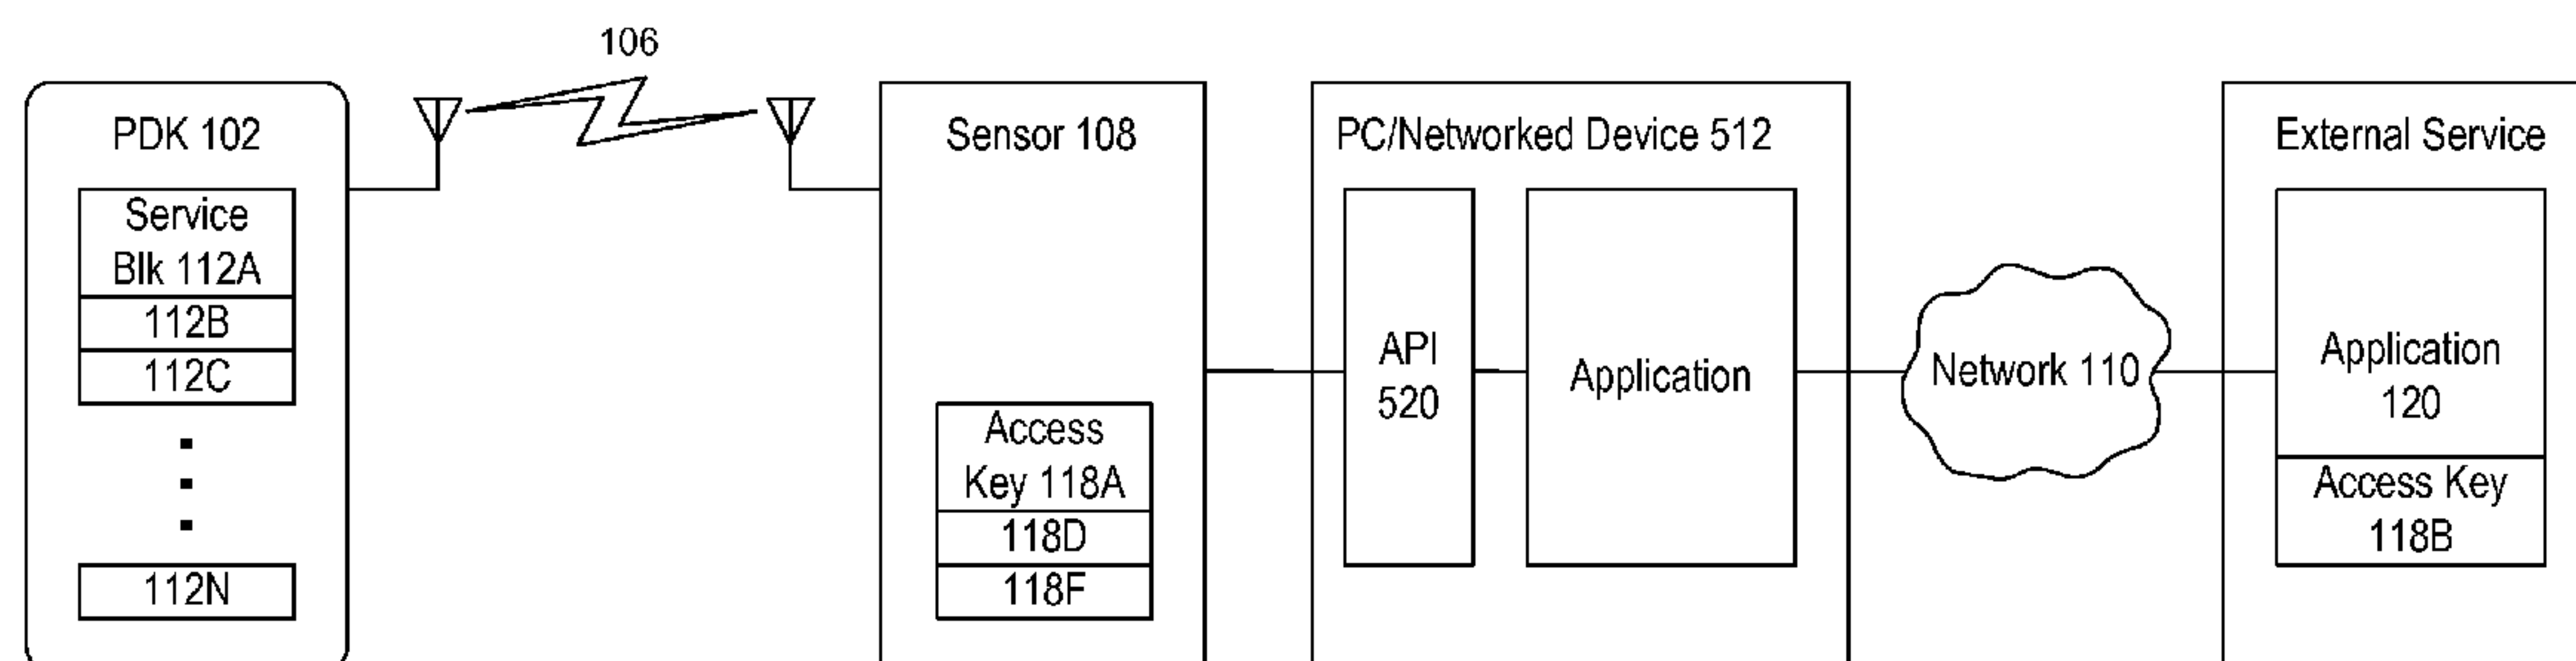 106
PDK 102
Service
Blk 112A
112B
112C
112N
Sensor 108
Access
Key 118A
118D
118F
PC/Networked Device 512
API
520
Application
Network 110
External Service
Application
120
Access Key
118B